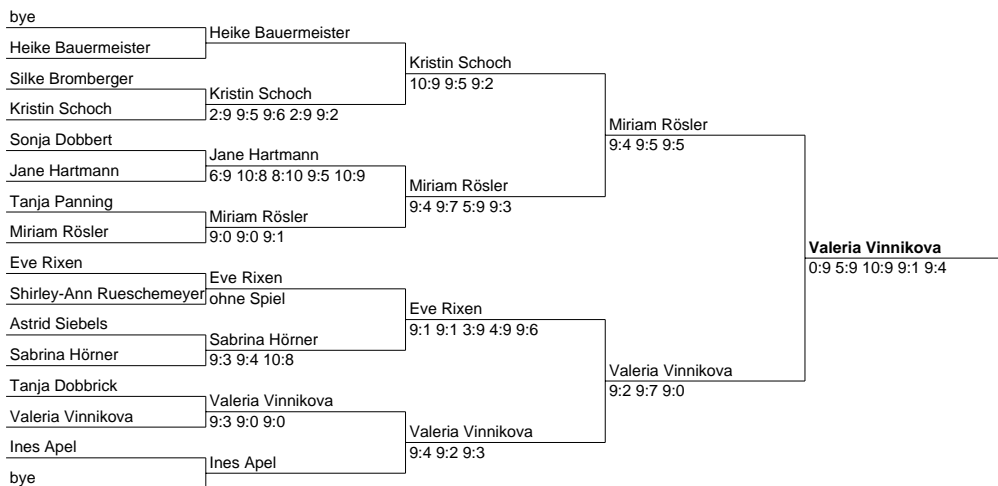 bye
Heike Bauermeister
Silke Bromberger
Kristin Schoch
Sonja Dobbert
Jane Hartmann
Tanja Panning
Miriam Rösler
Eve Rixen
Shirley-Ann Rueschemeyer
Astrid Siebels
Sabrina Hörner
Tanja Dobbrick
Valeria Vinnikova
Ines Apel
bye
Heike Bauermeister
Kristin Schoch
2:9 9:5 9:6 2:9 9:2
Jane Hartmann
6:9 10:8 8:10 9:5 10:9
Miriam Rösler
9:0 9:0 9:1
Eve Rixen
ohne Spiel
Sabrina Hörner
9:3 9:4 10:8
Valeria Vinnikova
9:3 9:0 9:0
Ines Apel
Kristin Schoch
10:9 9:5 9:2
Miriam Rösler
9:4 9:7 5:9 9:3
Eve Rixen
9:1 9:1 3:9 4:9 9:6
Valeria Vinnikova
9:4 9:2 9:3
Miriam Rösler
9:4 9:5 9:5
Valeria Vinnikova
9:2 9:7 9:0
Valeria Vinnikova
0:9 5:9 10:9 9:1 9:4